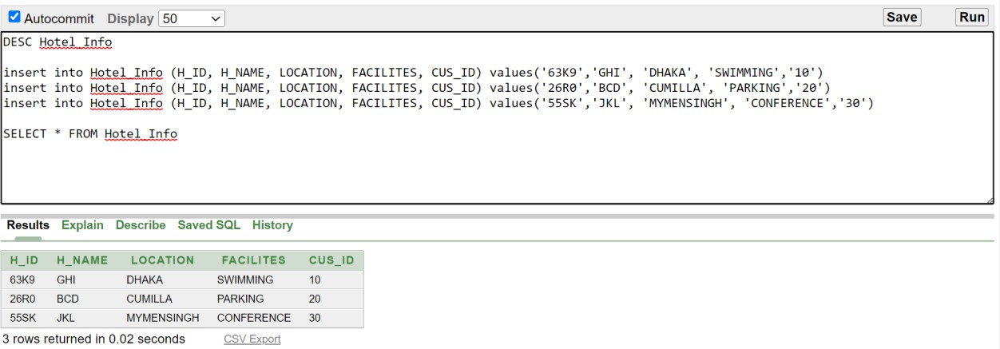 Autocommit Display 50 Save Run
DESC Hotel_Info
insert into Hotel_Info (H_ID, H_NAME, LOCATION, FACILITES, CUS_ID) values('63K9','GHI', 'DHAKA', 'SWIMMING','10')
insert into Hotel_Info (H_ID, H_NAME, LOCATION, FACILITES, CUS_ID) values('26R0','BCD', 'CUMILLA', 'PARKING','20')
insert into Hotel_Info (H_ID, H_NAME, LOCATION, FACILITES, CUS_ID) values('55SK','JKL', 'MYMENSINGH', 'CONFERENCE','30')
SELECT * FROM Hotel_Info
Results Explain Describe Saved SQL History
H_ID H_NAME LOCATION FACILITES CUS_ID
63K9 GHI DHAKA SWIMMING 10
26R0 BCD CUMILLA PARKING 20
55SK JKL MYMENSINGH CONFERENCE 30
3 rows returned in 0.02 seconds CSV Export